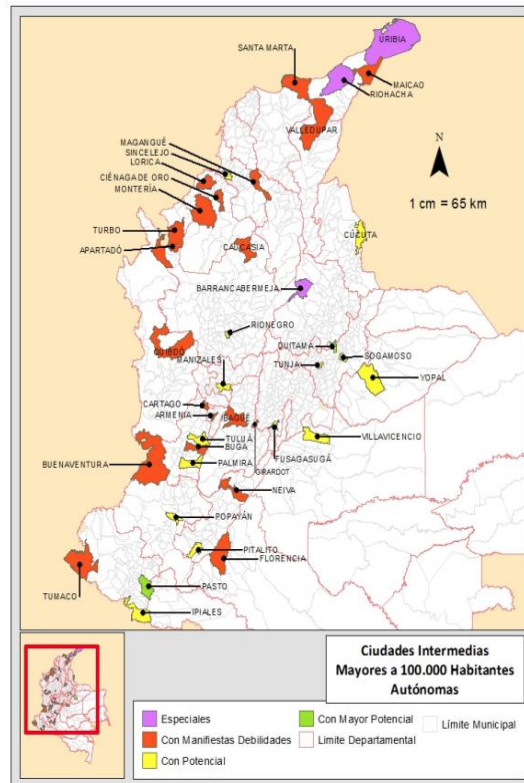 SANTA MARTA
URIBIA
MAICAO
RIOHACHA
VALLEDUPAR
MAGANGUÉ
SINCELEJO
LORICA
CIÉNAGA DE ORO
MONTERÍA
N
1 cm = 65 km
TURBO
APARTADÓ
CAUCASIA
CÚCUTA
BARRANCABERMEJA
RIONEGRO
QUIBDÓ
MANIZALES
DUITAMA
SOGAMOSO
TUNJA
YOPAL
CARTAGO
ARMENIA
IBAGUÉ
TULUÁ
BUGA
PALMIRA
BUENAVENTURA
GIRARDOT
FUSAGASUGÁ
VILLAVICENCIO
NEIVA
POPAYÁN
PITALITO
FLORENCIA
TUMACO
PASTO
IPIALES
Ciudades Intermedias
Mayores a 100.000 Habitantes
Autónomas
Especiales
Con Mayor Potencial
Límite Municipal
Con Manifiestas Debilidades
Limite Departamental
Con Potencial